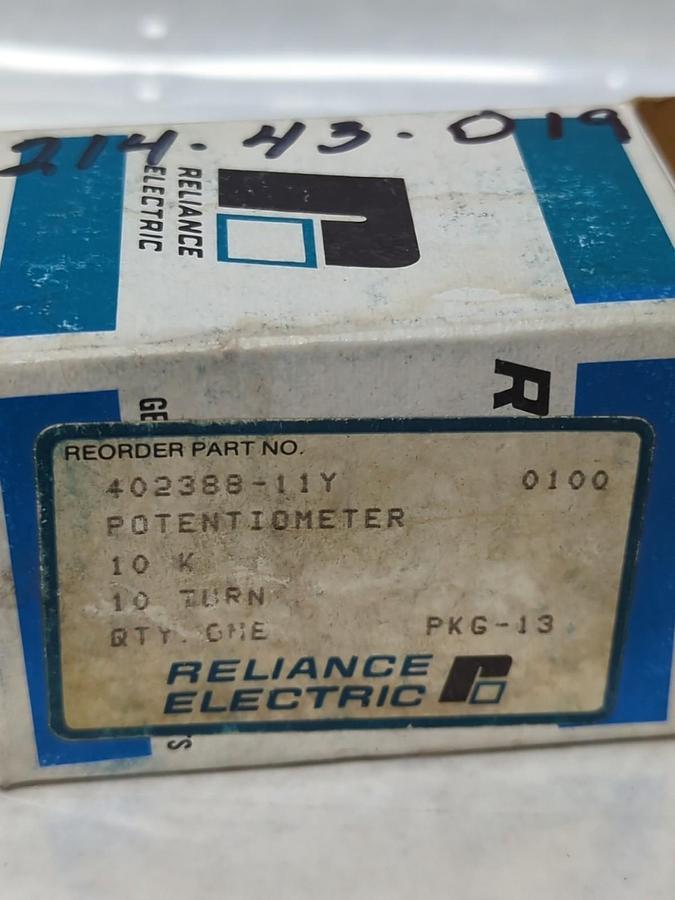 214-43-019
RELIANCE
ELECTRIC
R
GE
REORDER PART NO.
402388-11Y 0100
POTENTIOMETER
10 K
10 TURN
QTY. ONE PKG-13
RELIANCE
ELECTRIC
'S